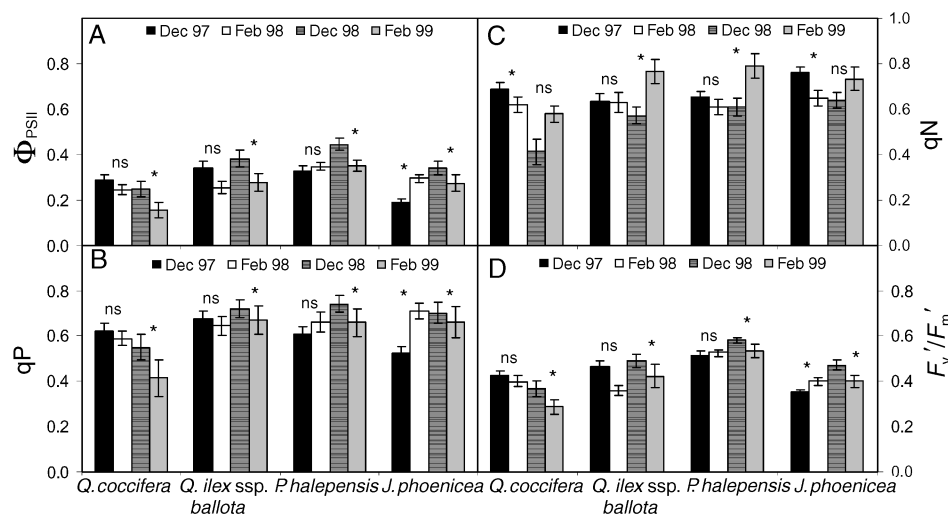 A
Dec 97 Feb 98 Dec 98 Feb 99
0.8
0.6
0.4
0.2
0.0
ΦPSII
ns * ns * ns * * *
C
Dec 97 Feb 98 Dec 98 Feb 99
1.0
0.8
0.6
0.4
0.2
0.0
qN
* ns ns * ns * * ns
B
Dec 97 Feb 98 Dec 98 Feb 99
0.8
0.6
0.4
0.2
0.0
qP
ns * ns * ns * * *
Q. coccifera Q. ilex ssp. ballota P. halepensis J. phoenicea
D
Dec 97 Feb 98 Dec 98 Feb 99
0.8
0.6
0.4
0.2
0.0
Fv'/Fm'
ns * ns * ns * * *
Q. coccifera Q. ilex ssp. ballota P. halepensis J. phoenicea